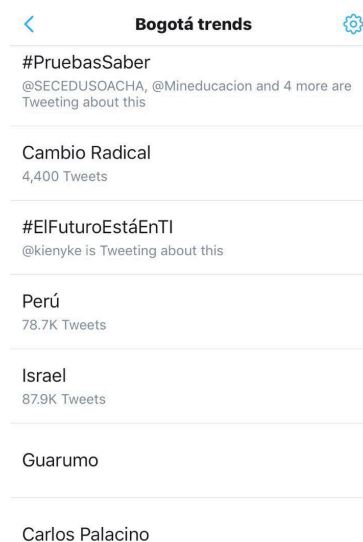 Bogotá trends
#PruebasSaber
@SECEDUSOACHA, @Mineducacion and 4 more are
Tweeting about this
Cambio Radical
4,400 Tweets
#ElFuturoEstáEnTI
@kienyke is Tweeting about this
Perú
78.7K Tweets
Israel
87.9K Tweets
Guarumo
Carlos Palacino